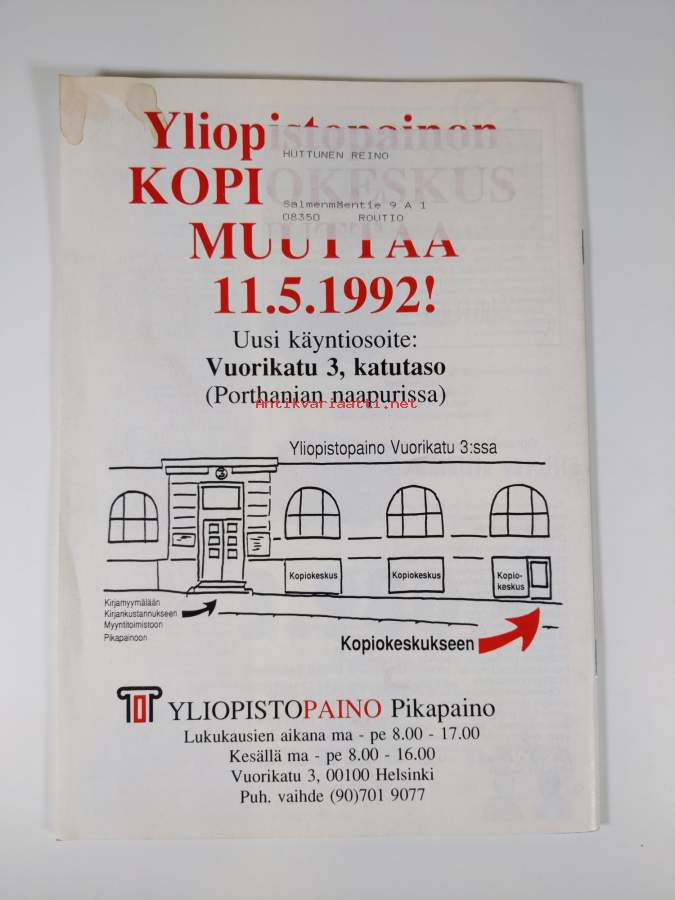 Yliopistopainon
HUTTUNEN REINO
KOPIOKESKUS
Salmenmäentie 9 A 1
08350 ROUTIO
MUUTTAA
11.5.1992!
Uusi käyntiosoite:
Vuorikatu 3, katutaso
(Porthanian naapurissa)
Antikvariaatti.net
Yliopistopaino Vuorikatu 3:ssa
Kopiokeskus
Kopiokeskus
Kopio-
keskus
Kirjamyymälään
Kirjankustannukseen
Myyntitoimistoon
Pikapainoon
Kopiokeskukseen
YLIOPISTOPAINO Pikapaino
Lukukausien aikana ma - pe 8.00 - 17.00
Kesällä ma - pe 8.00 - 16.00
Vuorikatu 3, 00100 Helsinki
Puh. vaihde (90)701 9077